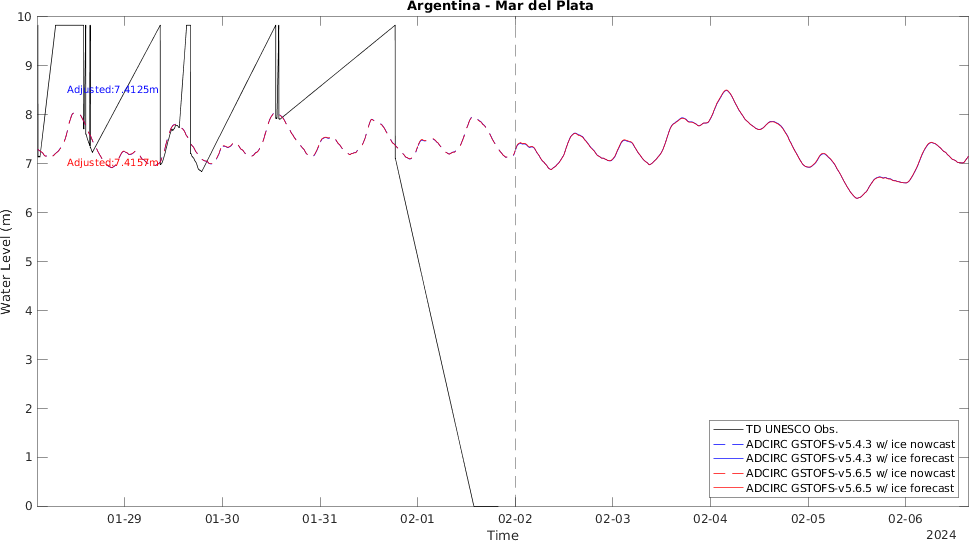 Argentina - Mar del Plata
10
9
8
7
6
5
4
3
2
1
0
Water Level (m)
Adjusted:7.4125m
Adjusted:7.4157m
TD UNESCO Obs.
ADCIRC GSTOFS-v5.4.3 w/ ice nowcast
ADCIRC GSTOFS-v5.4.3 w/ ice forecast
ADCIRC GSTOFS-v5.6.5 w/ ice nowcast
ADCIRC GSTOFS-v5.6.5 w/ ice forecast
01-29 01-30 01-31 02-01 02-02 02-03 02-04 02-05 02-06
Time
2024